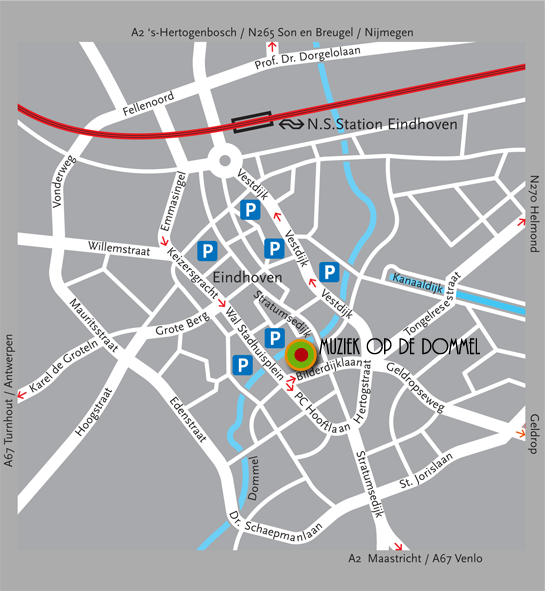 A2 's-Hertogenbosch / N265 Son en Breugel / Nijmegen
Prof. Dr. Dorgelolaan
Fellenoord
N.S.Station Eindhoven
Vonderweg
Emmasingel
Vestdijk
N270 Helmond
P
Willemstraat
P
P
Vestdijk
Keizersgracht
Eindhoven
P
Kanaaldijk
Vestdijk
Stratumsedijk
Mauritsstraat
Grote Berg
Wal
Stadhuisplein
Tongelresestraat
P
MUZIEK OP DE DOMMEL
P
Bilderdijklaan
Karel de Groteln
A67 Turnhout / Antwerpen
Hoogstraat
Edenstraat
PC Hooftlaan
Hertogstraat
Geldropseweg
Geldrop
Dommel
Stratumsedijk
St. Jorislaan
Dr. Schaepmanlaan
A2 Maastricht / A67 Venlo